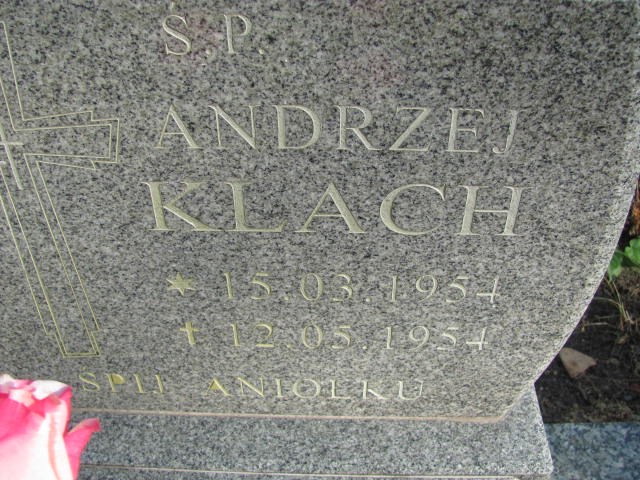 Ś.P.
ANDRZEJ
KLACH
* 15.03.1954
✝ 12.05.1954
ŚPIJ ANIOŁKU